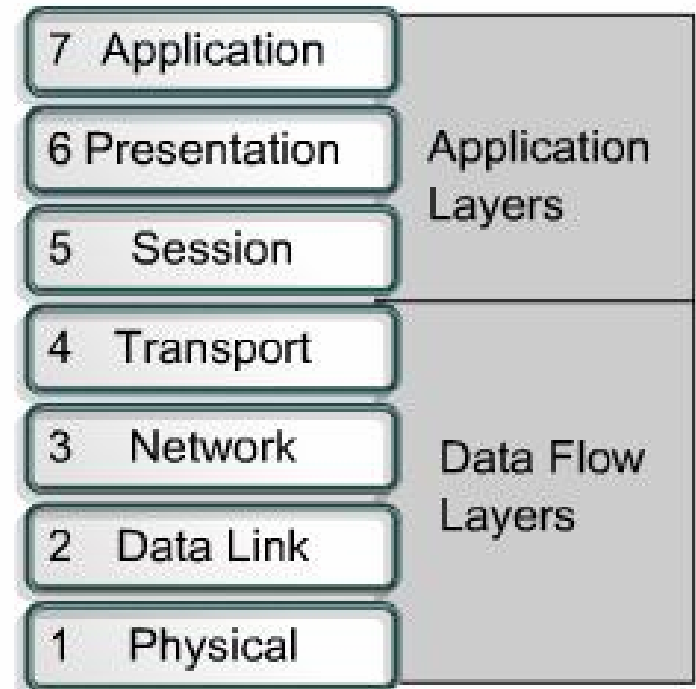 7 Application
6 Presentation
5 Session
4 Transport
3 Network
2 Data Link
1 Physical
Application
Layers
Data Flow
Layers